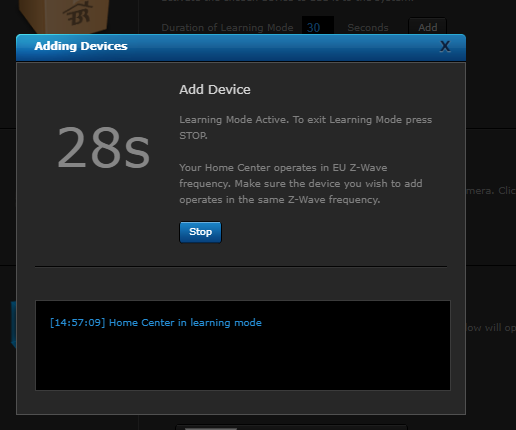 Duration of Learning Mode 30 Seconds Add
Adding Devices X
Add Device
28s
Learning Mode Active. To exit Learning Mode press
STOP.
Your Home Center operates in EU Z-Wave
frequency. Make sure the device you wish to add
operates in the same Z-Wave frequency.
Stop
[14:57:09] Home Center in learning mode